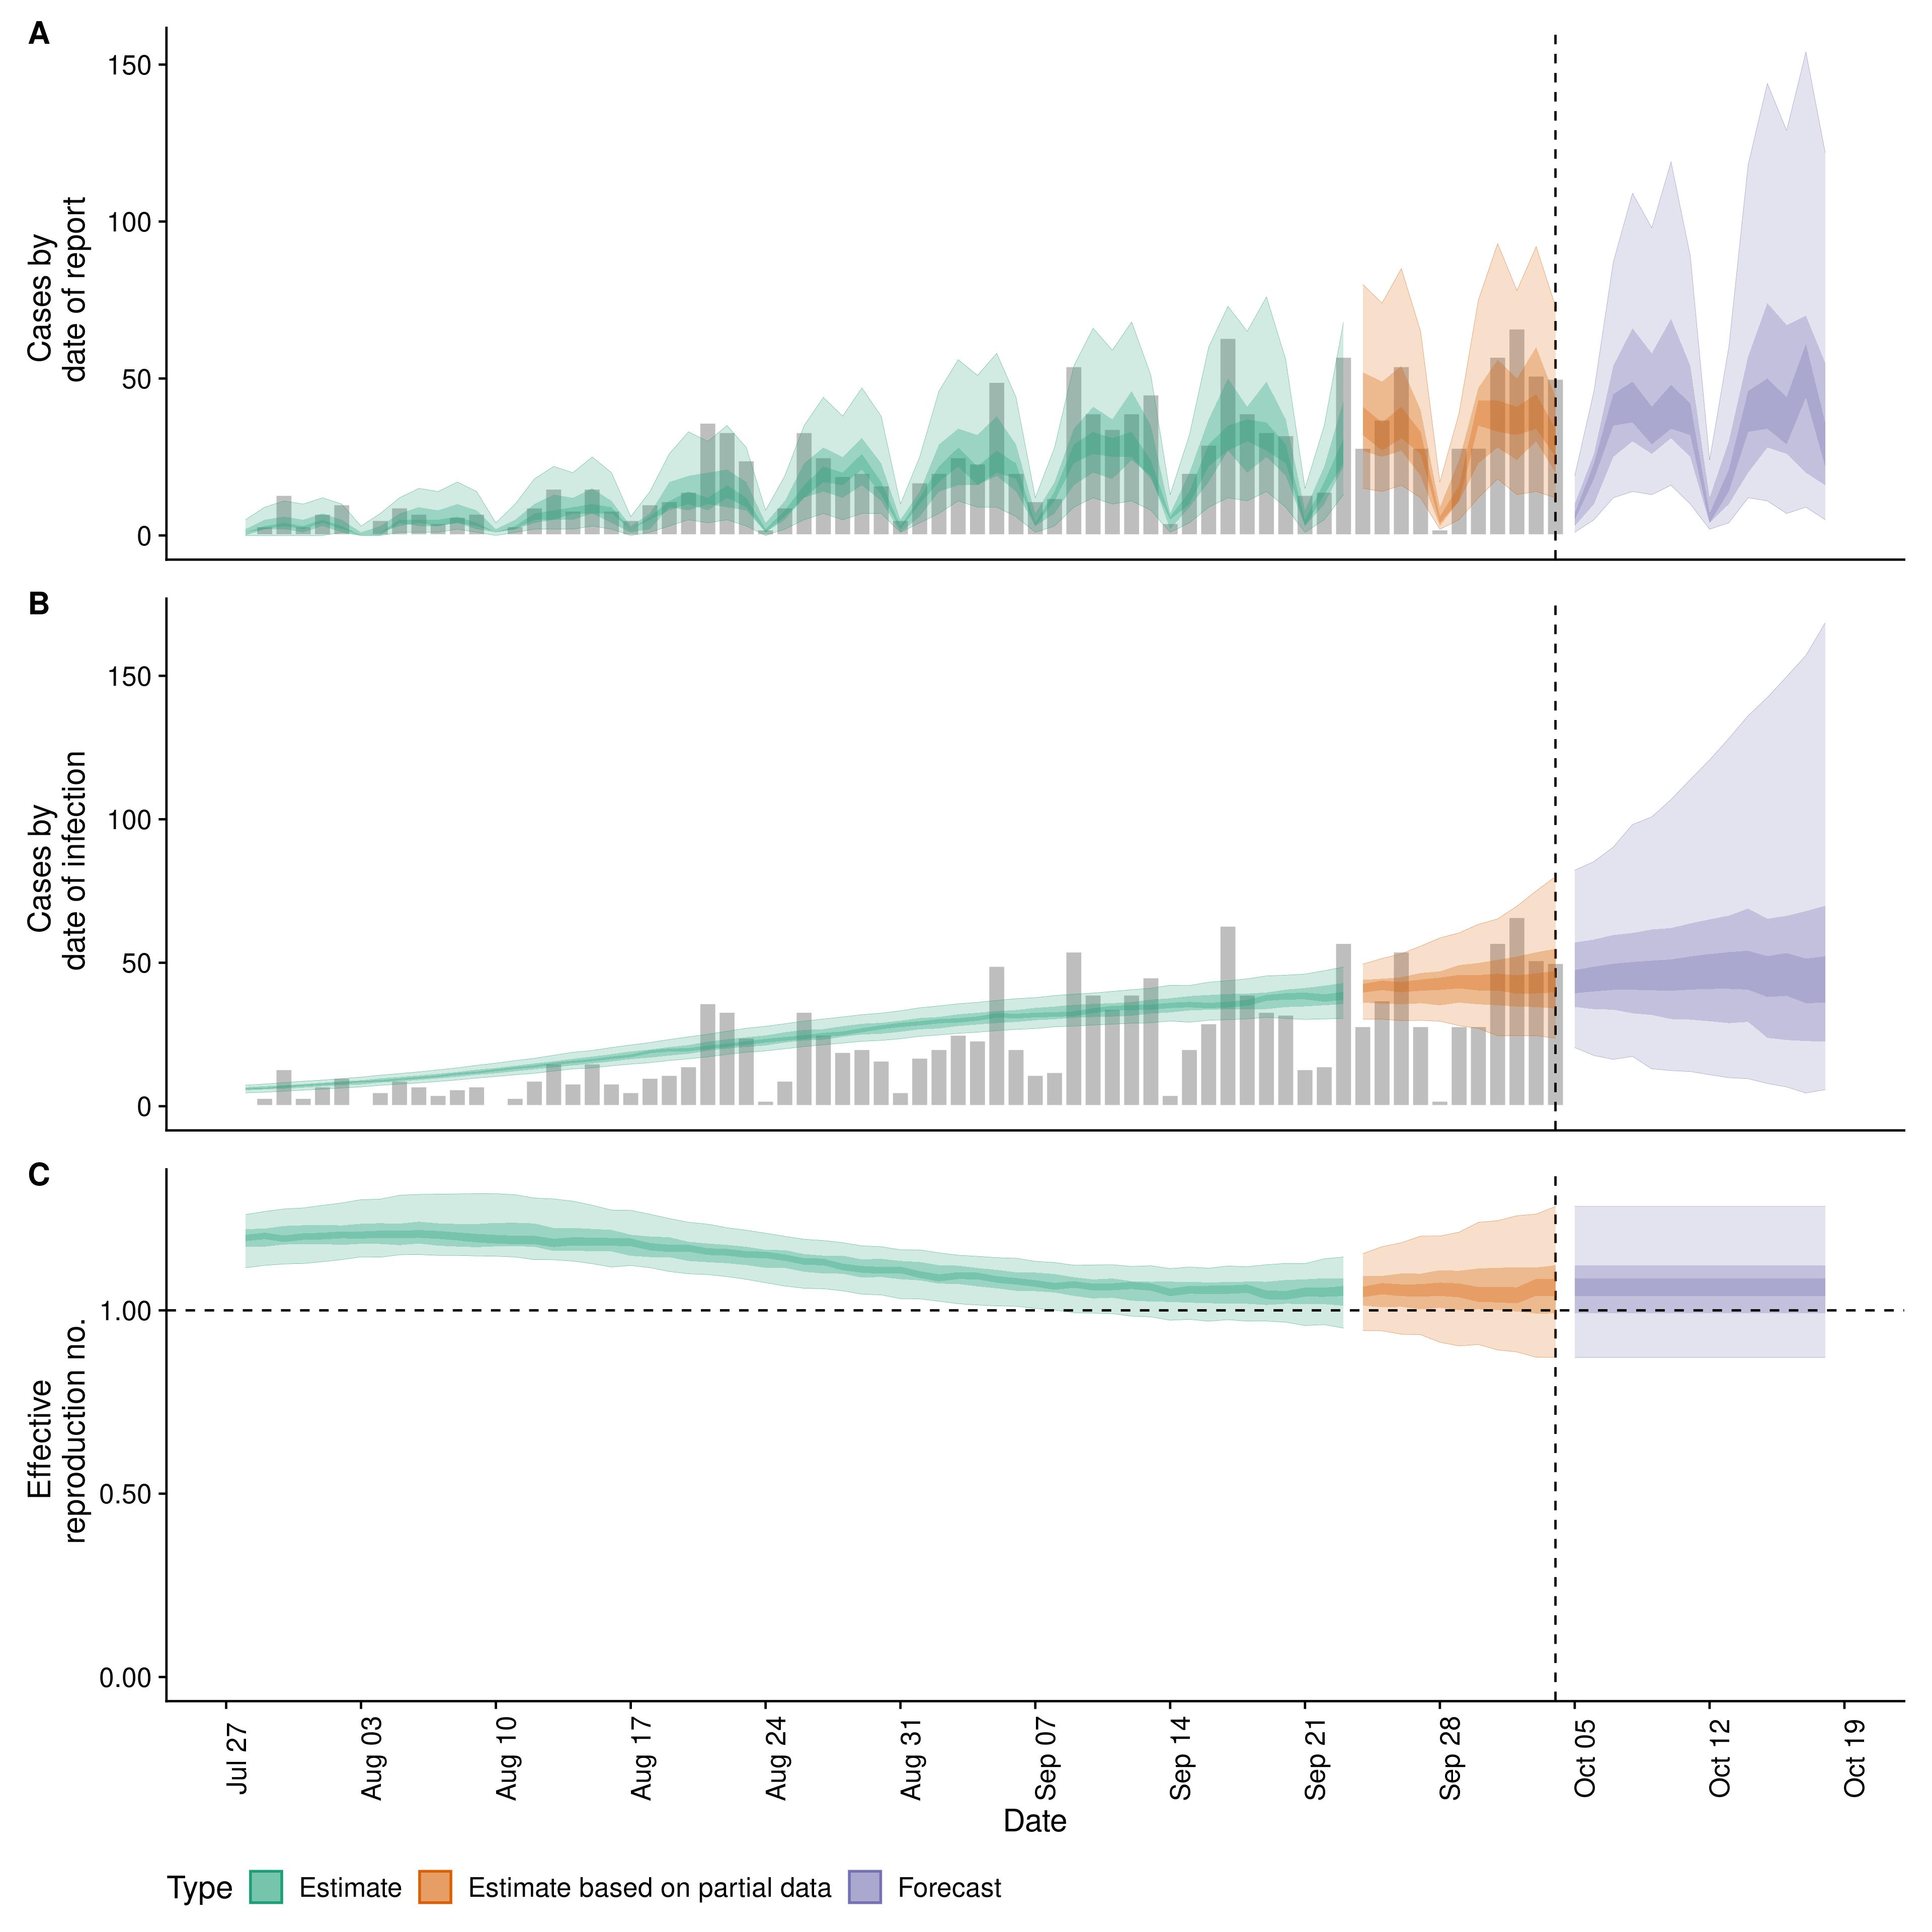 A
150
100
50
0
Cases by
date of report
B
150
100
50
0
Cases by
date of infection
C
1.00
0.50
0.00
Effective
reproduction no.
Jul 27
Aug 03
Aug 10
Aug 17
Aug 24
Aug 31
Sep 07
Sep 14
Sep 21
Sep 28
Oct 05
Oct 12
Oct 19
Date
Type Estimate Estimate based on partial data Forecast